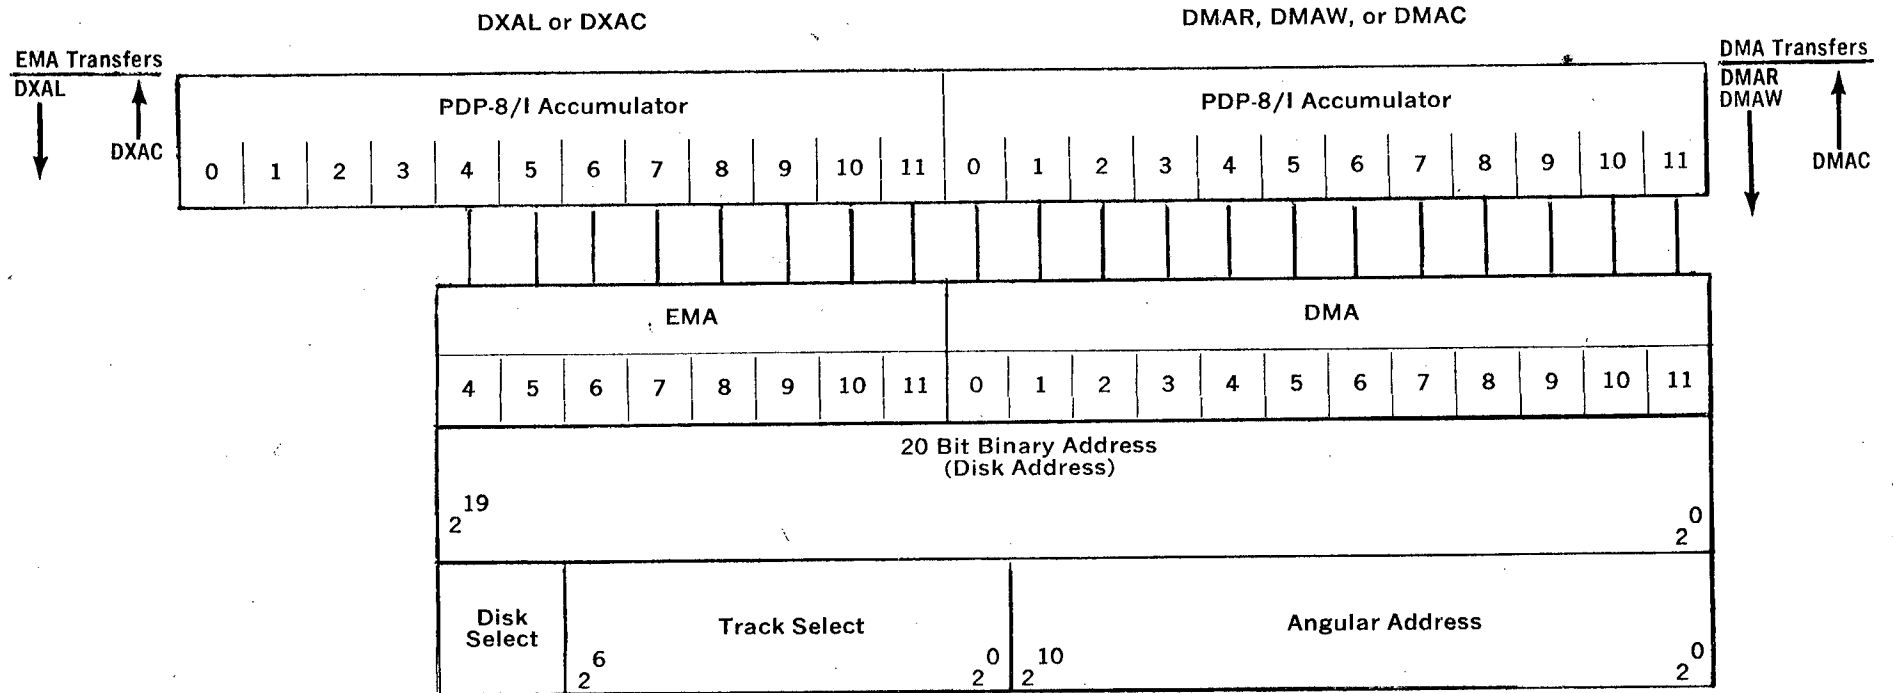 DXAL or DXAC
DMAR, DMAW, or DMAC
EMA Transfers
DXAL
DXAC
DMA Transfers
DMAR
DMAW
DMAC
PDP-8/I Accumulator
PDP-8/I Accumulator
0 1 2 3 4 5 6 7 8 9 10 11 0 1 2 3 4 5 6 7 8 9 10 11
EMA
DMA
4 5 6 7 8 9 10 11 0 1 2 3 4 5 6 7 8 9 10 11
20 Bit Binary Address
(Disk Address)
2^19
2^0
Disk
Select
Track Select
2^6
2^0
Angular Address
2^10
2^0